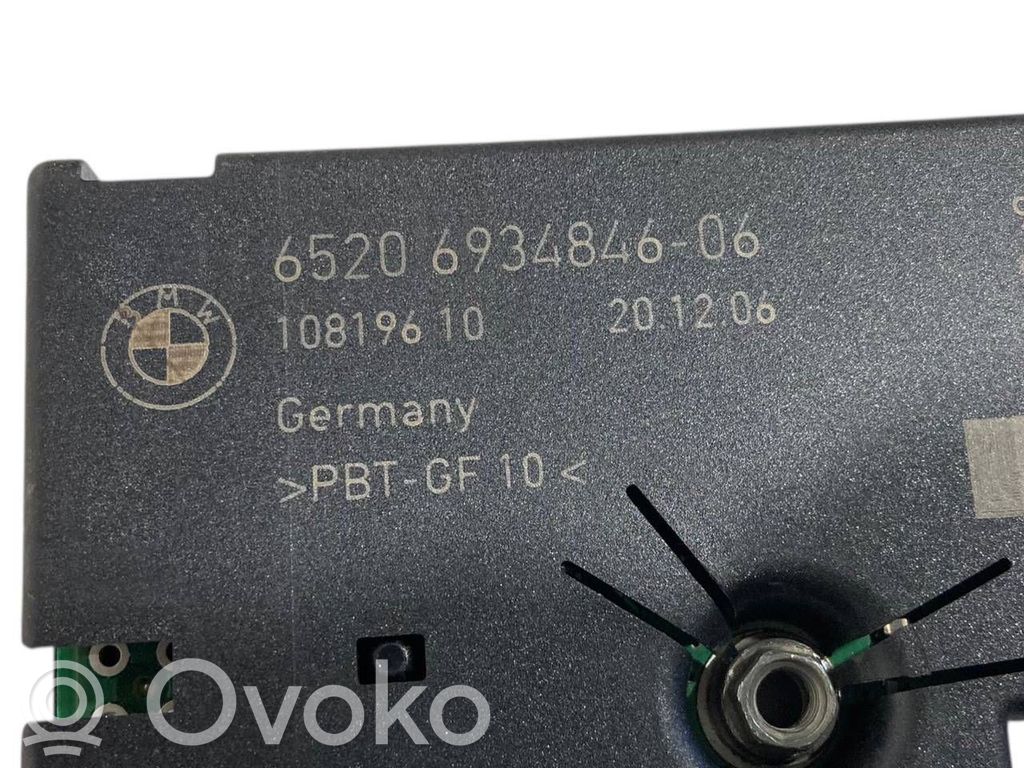 6520 6934846-06
BMW
10819610 20.12.06
Germany
>PBT-GF 10<
Ovoko